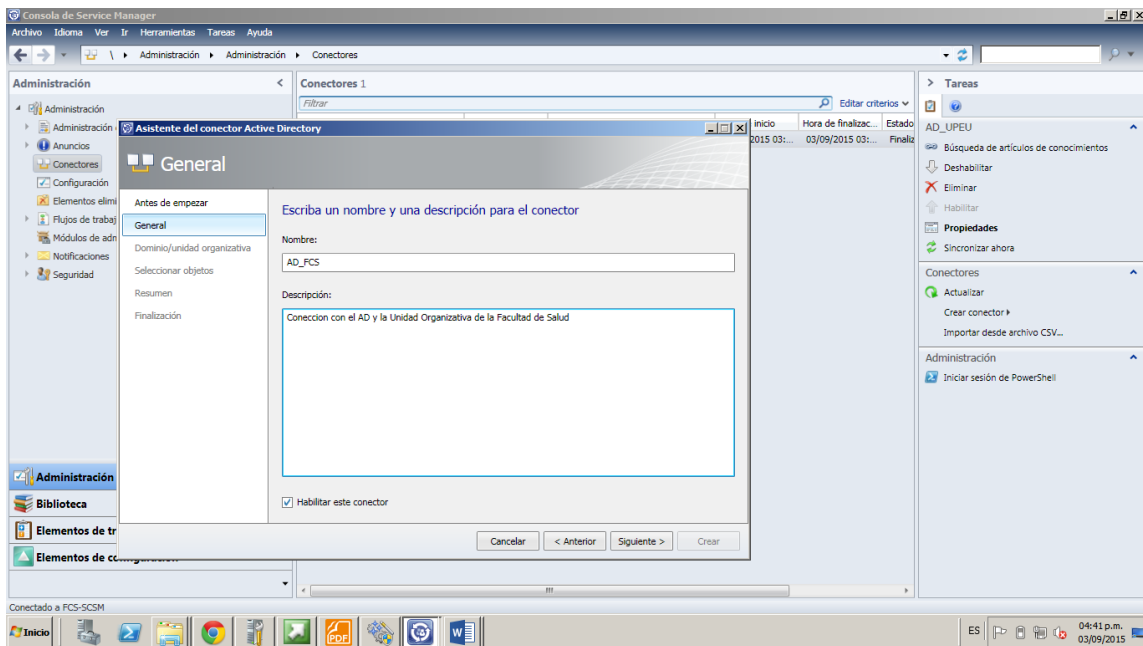 Consola de Service Manager
Archivo Idioma Ver Ir Herramientas Tareas Ayuda
\ Administración Administración Conectores
Administración
Administración
Administración
Anuncios
Conectores
Configuración
Elementos elimi
Flujos de trabaj
Módulos de adn
Notificaciones
Seguridad
Administración
Biblioteca
Elementos de tr
Elementos de
Conectores 1
Filtrar
Editar criterios
inicio Hora de finalizac... Estado
2015 03:... 03/09/2015 03:... Finaliz
Asistente del conector Active Directory
General
Antes de empezar
General
Dominio/unidad organizativa
Seleccionar objetos
Resumen
Finalización
Escriba un nombre y una descripción para el conector
Nombre:
AD_FCS
Descripción:
Coneccion con el AD y la Unidad Organizativa de la Facultad de Salud
Habilitar este conector
Cancelar < Anterior Siguiente > Crear
Tareas
AD_UPEU
Búsqueda de artículos de conocimientos
Deshabilitar
Eliminar
Habilitar
Propiedades
Sincronizar ahora
Conectores
Actualizar
Crear conector
Importar desde archivo CSV...
Administración
Iniciar sesión de PowerShell
Conectado a FCS-SCSM
Inicio
PDF
ES
04:41 p.m.
03/09/2015